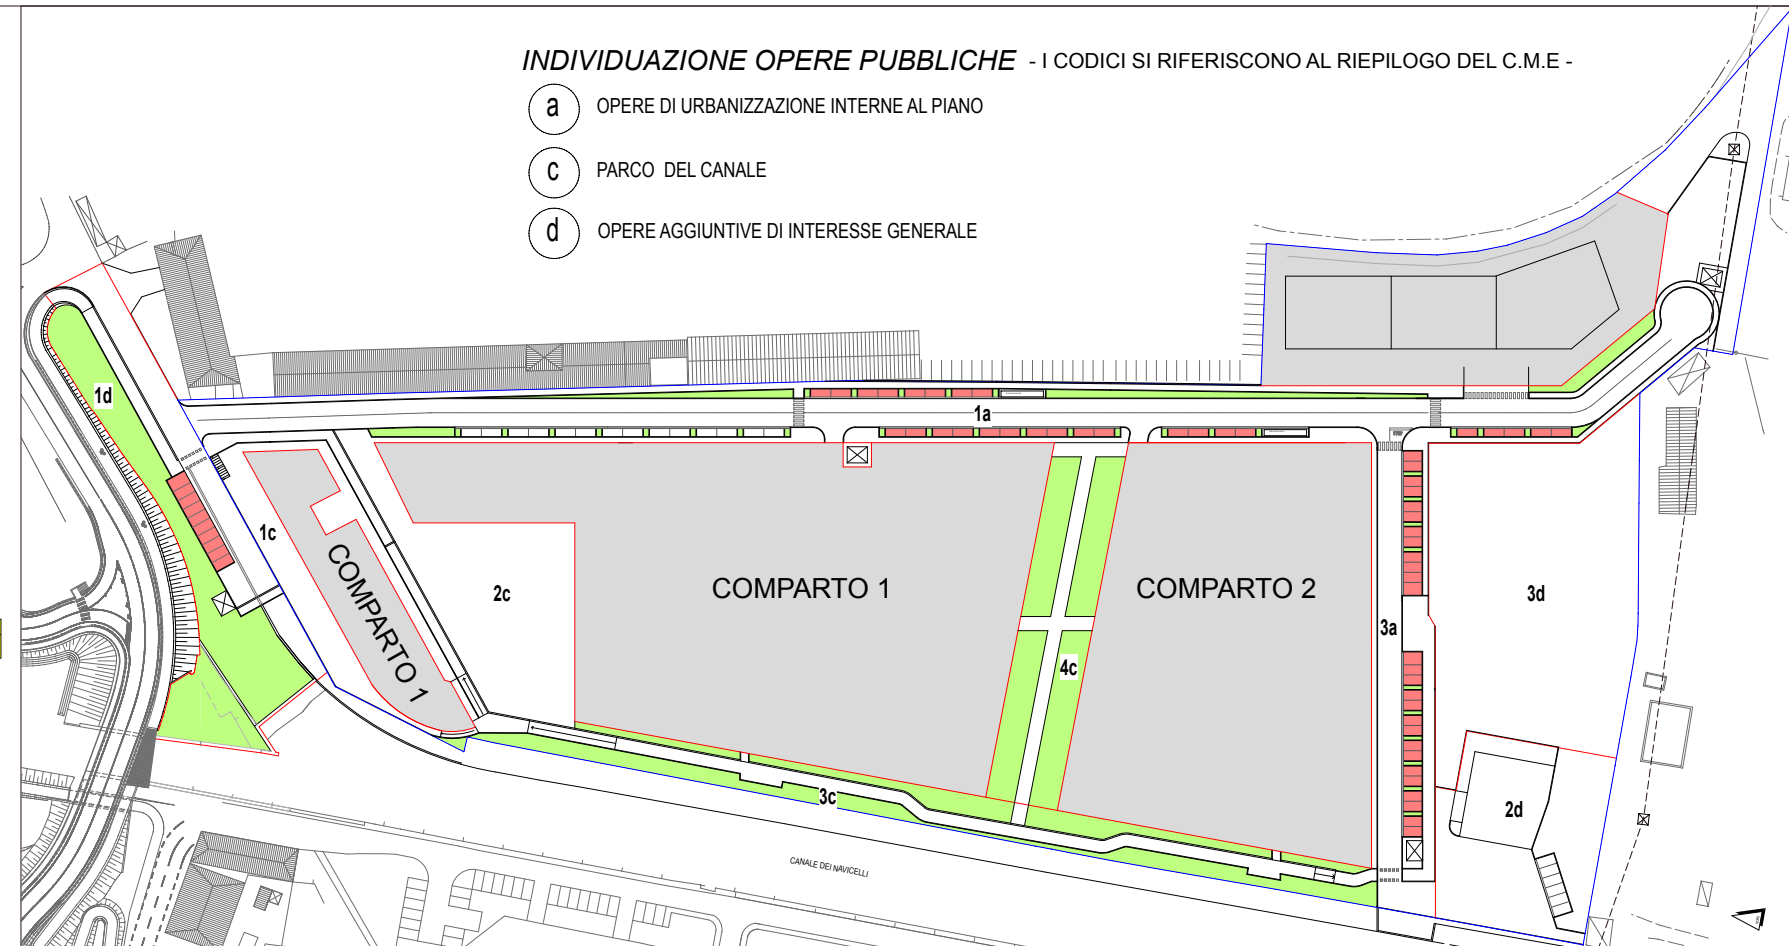 INDIVIDUAZIONE OPERE PUBBLICHE - I CODICI SI RIFERISCONO AL RIEPILOGO DEL C.M.E -
a OPERE DI URBANIZZAZIONE INTERNE AL PIANO
c PARCO DEL CANALE
d OPERE AGGIUNTIVE DI INTERESSE GENERALE
1d
1a
1c
COMPARTO 1
2c
COMPARTO 1
COMPARTO 2
3d
3a
4c
3c
2d
CANALE DEI NAVICELLI